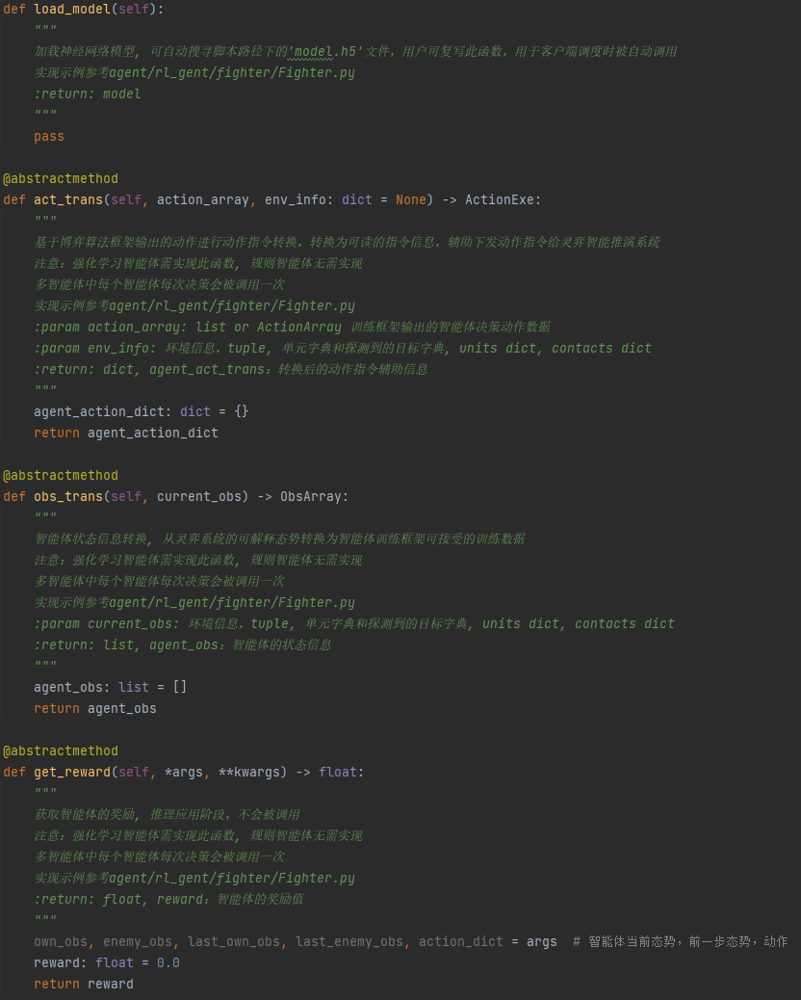 def load_model(self):
"""
加载神经网络模型, 可自动搜寻脚本路径下的'model.h5'文件，用户可复写此函数，用于客户端调度时被自动调用
实现示例参考agent/rl_gent/fighter/Fighter.py
:return: model
"""
pass
@abstractmethod
def act_trans(self, action_array, env_info: dict = None) -> ActionExe:
"""
基于博弈算法框架输出的动作进行动作指令转换，转换为可读的指令信息，辅助下发动作指令给灵弈智能推演系统
注意：强化学习智能体需实现此函数, 规则智能体无需实现
多智能体中每个智能体每次决策会被调用一次
实现示例参考agent/rl_gent/fighter/Fighter.py
:param action_array: list or ActionArray 训练框架输出的智能体决策动作数据
:param env_info: 环境信息，tuple, 单元字典和探测到的目标字典, units dict, contacts dict
:return: dict, agent_act_trans：转换后的动作指令辅助信息
"""
agent_action_dict: dict = {}
return agent_action_dict
@abstractmethod
def obs_trans(self, current_obs) -> ObsArray:
"""
智能体状态信息转换, 从灵弈系统的可解释态势转换为智能体训练框架可接受的训练数据
注意：强化学习智能体需实现此函数, 规则智能体无需实现
多智能体中每个智能体每次决策会被调用一次
实现示例参考agent/rl_gent/fighter/Fighter.py
:param current_obs: 环境信息，tuple, 单元字典和探测到的目标字典, units dict, contacts dict
:return: list, agent_obs：智能体的状态信息
"""
agent_obs: list = []
return agent_obs
@abstractmethod
def get_reward(self, *args, **kwargs) -> float:
"""
获取智能体的奖励, 推理应用阶段，不会被调用
注意：强化学习智能体需实现此函数, 规则智能体无需实现
多智能体中每个智能体每次决策会被调用一次
实现示例参考agent/rl_gent/fighter/Fighter.py
:return: float, reward：智能体的奖励值
"""
own_obs, enemy_obs, last_own_obs, last_enemy_obs, action_dict = args  # 智能体当前态势，前一步态势，动作
reward: float = 0.0
return reward